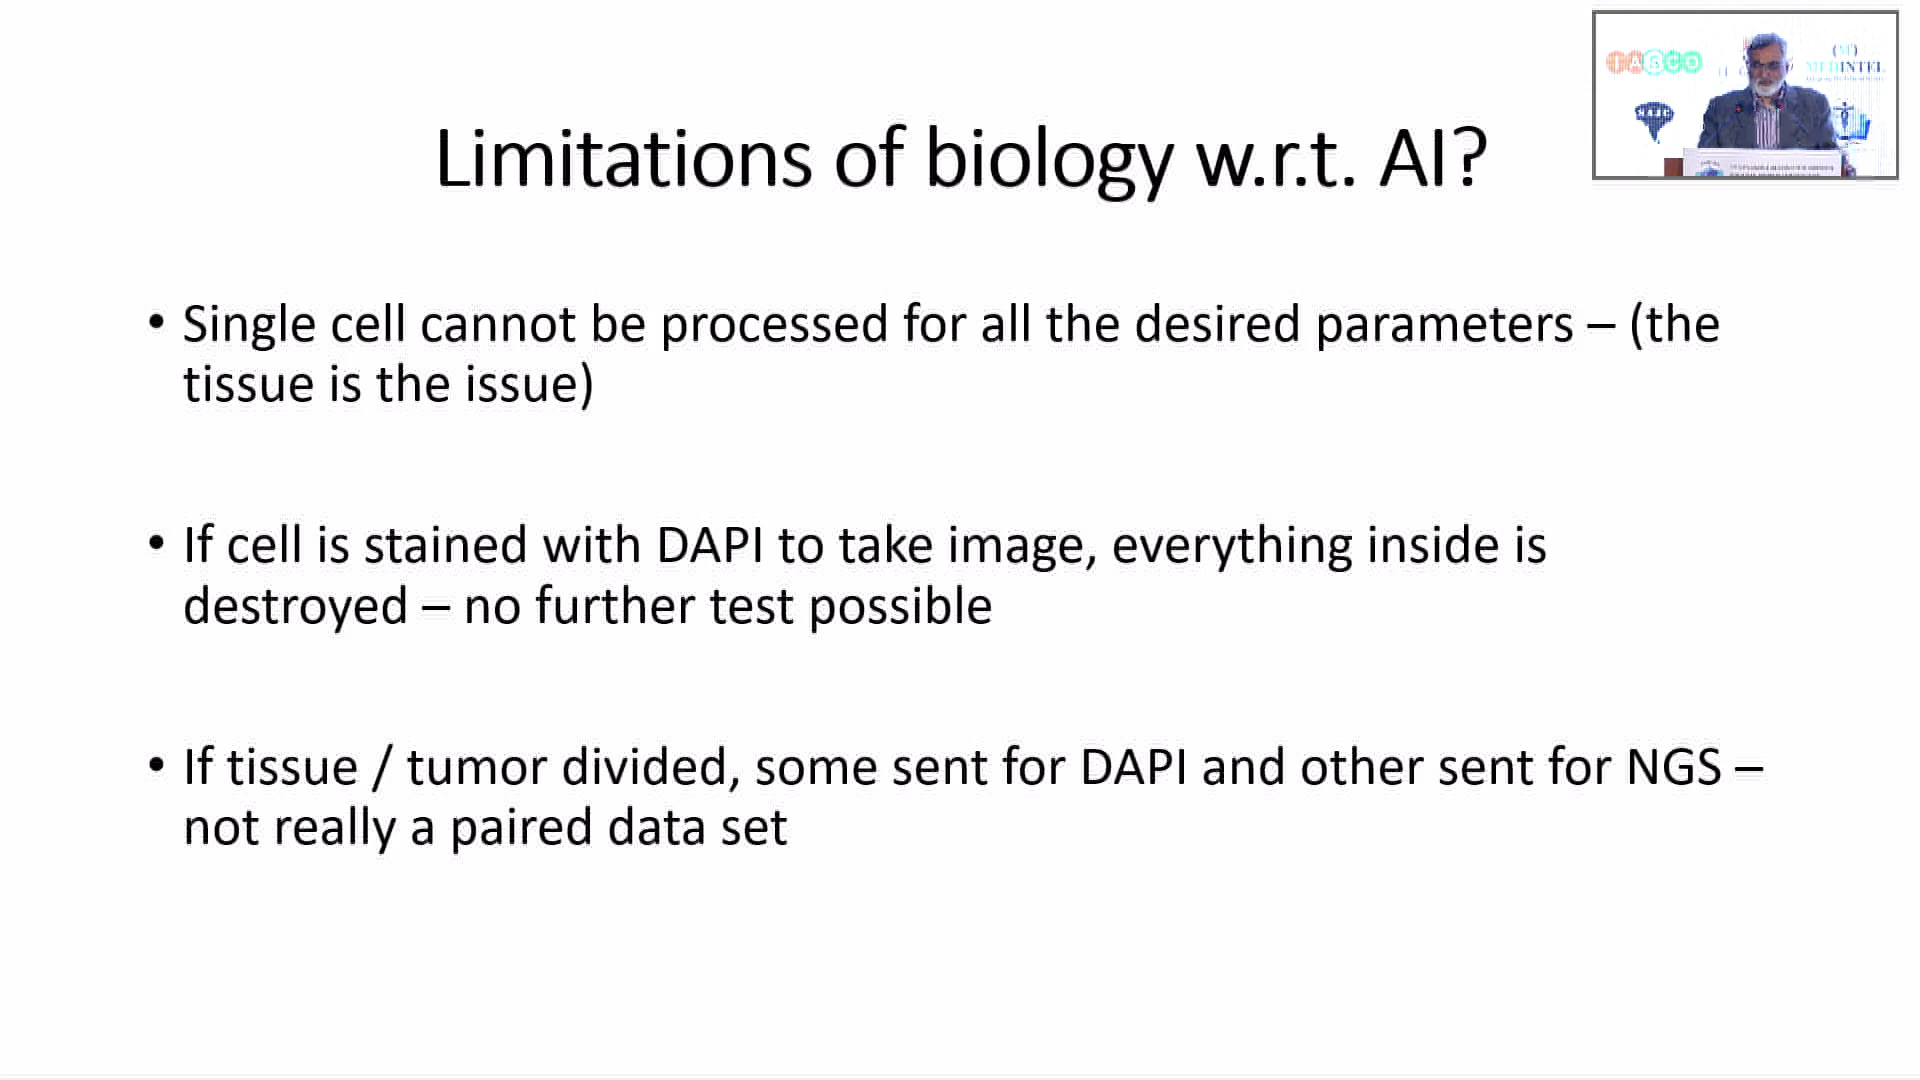 Limitations of biology w.r.t. AI?
• Single cell cannot be processed for all the desired parameters – (the
tissue is the issue)
• If cell is stained with DAPI to take image, everything inside is
destroyed – no further test possible
• If tissue / tumor divided, some sent for DAPI and other sent for NGS –
not really a paired data set
IASCO
(M)
MEDINTEL